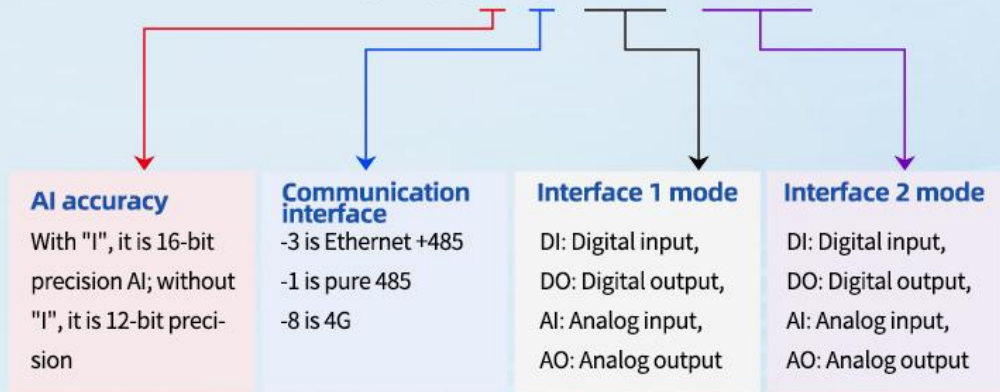 AI accuracy
With "I", it is 16-bit
precision AI; without
"I", it is 12-bit preci-
sion
Communication
interface
-3 is Ethernet +485
-1 is pure 485
-8 is 4G
Interface 1 mode
DI: Digital input,
DO: Digital output,
AI: Analog input,
AO: Analog output
Interface 2 mode
DI: Digital input,
DO: Digital output,
AI: Analog input,
AO: Analog output